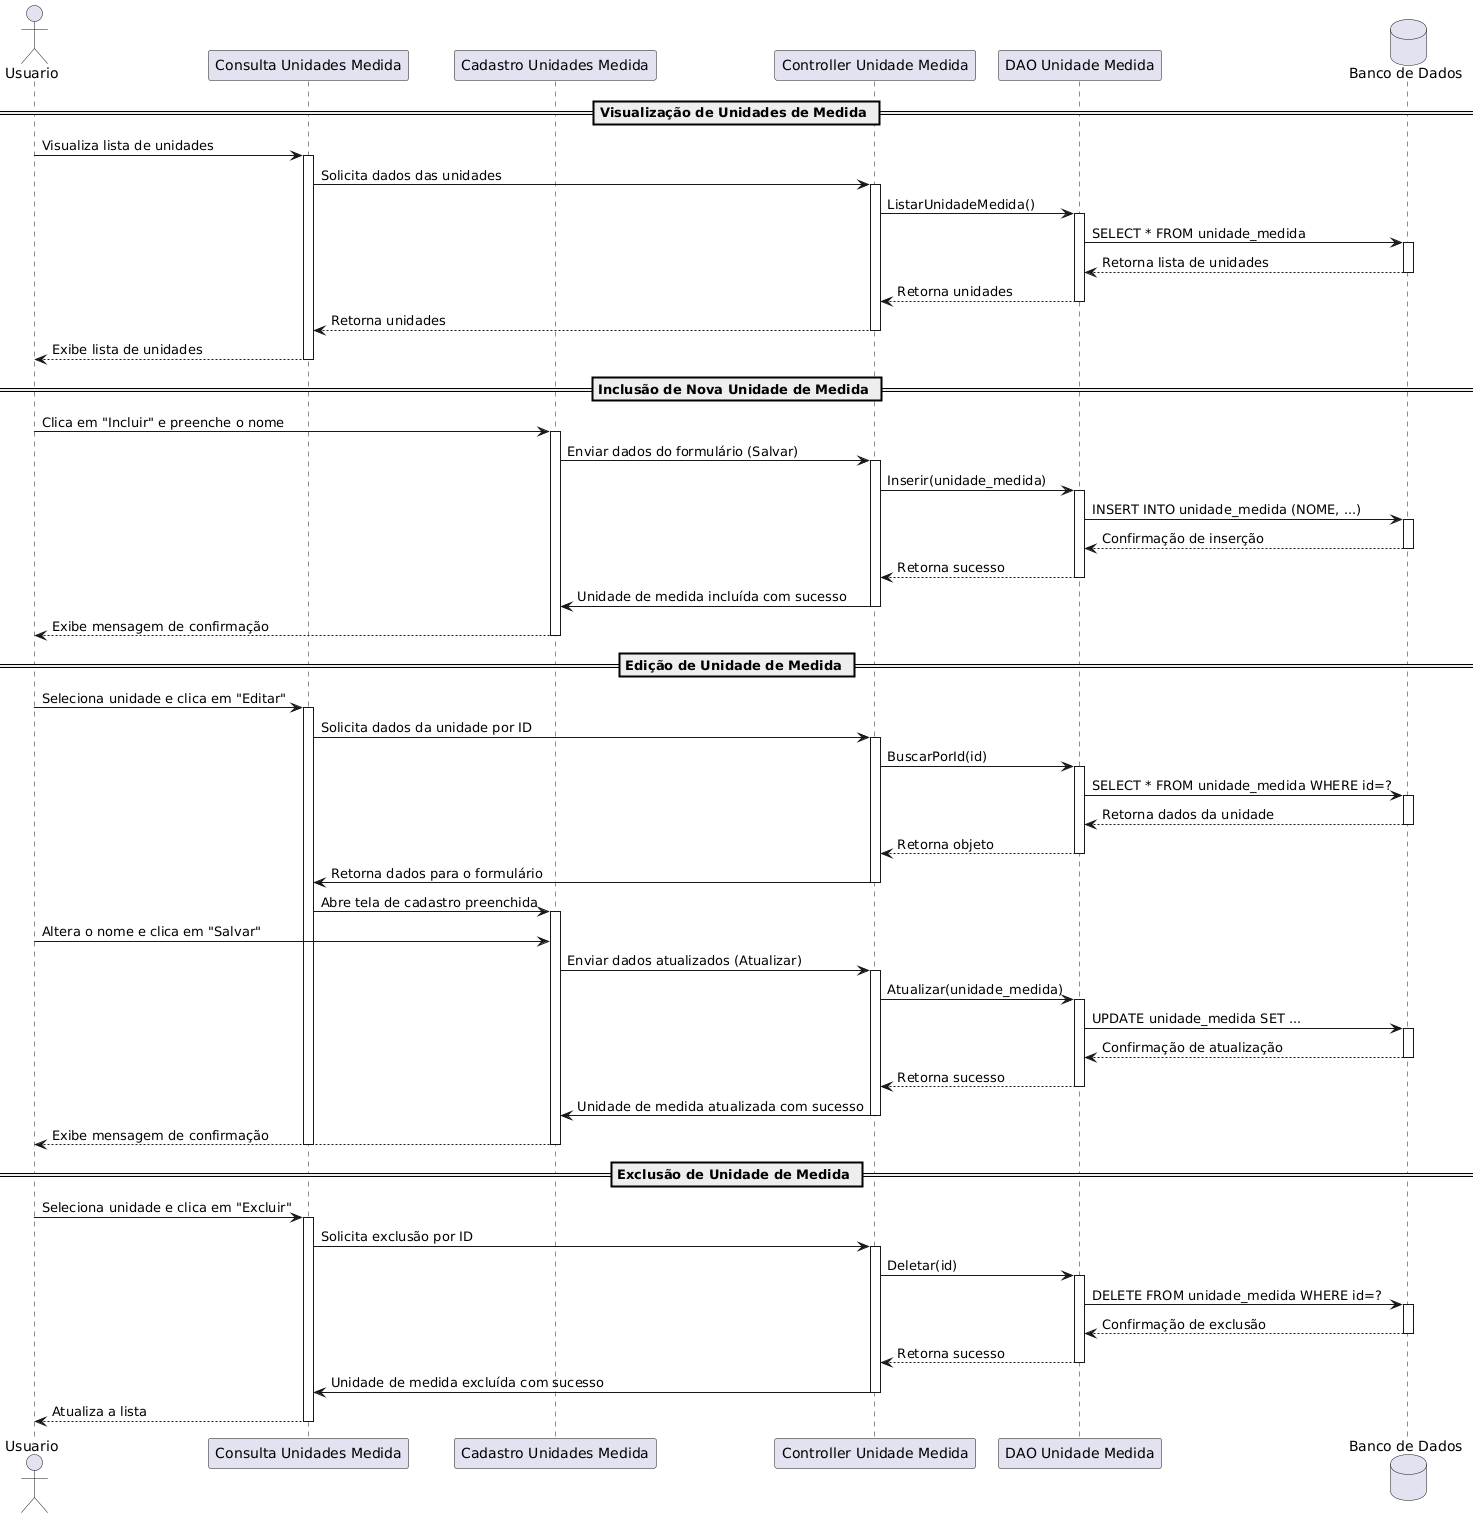 Usuario
Consulta Unidades Medida
Cadastro Unidades Medida
Controller Unidade Medida
DAO Unidade Medida
Banco de Dados
Visualização de Unidades de Medida
Visualiza lista de unidades
Solicita dados das unidades
ListarUnidadeMedida()
SELECT * FROM unidade_medida
Retorna lista de unidades
Retorna unidades
Retorna unidades
Exibe lista de unidades
Inclusão de Nova Unidade de Medida
Clica em "Incluir" e preenche o nome
Enviar dados do formulário (Salvar)
Inserir(unidade_medida)
INSERT INTO unidade_medida (NOME, ...)
Confirmação de inserção
Retorna sucesso
Unidade de medida incluída com sucesso
Exibe mensagem de confirmação
Edição de Unidade de Medida
Seleciona unidade e clica em "Editar"
Solicita dados da unidade por ID
BuscarPorId(id)
SELECT * FROM unidade_medida WHERE id=?
Retorna dados da unidade
Retorna objeto
Retorna dados para o formulário
Abre tela de cadastro preenchida
Altera o nome e clica em "Salvar"
Enviar dados atualizados (Atualizar)
Atualizar(unidade_medida)
UPDATE unidade_medida SET ...
Confirmação de atualização
Retorna sucesso
Unidade de medida atualizada com sucesso
Exibe mensagem de confirmação
Exclusão de Unidade de Medida
Seleciona unidade e clica em "Excluir"
Solicita exclusão por ID
Deletar(id)
DELETE FROM unidade_medida WHERE id=?
Confirmação de exclusão
Retorna sucesso
Unidade de medida excluída com sucesso
Atualiza a lista
Usuario
Consulta Unidades Medida
Cadastro Unidades Medida
Controller Unidade Medida
DAO Unidade Medida
Banco de Dados